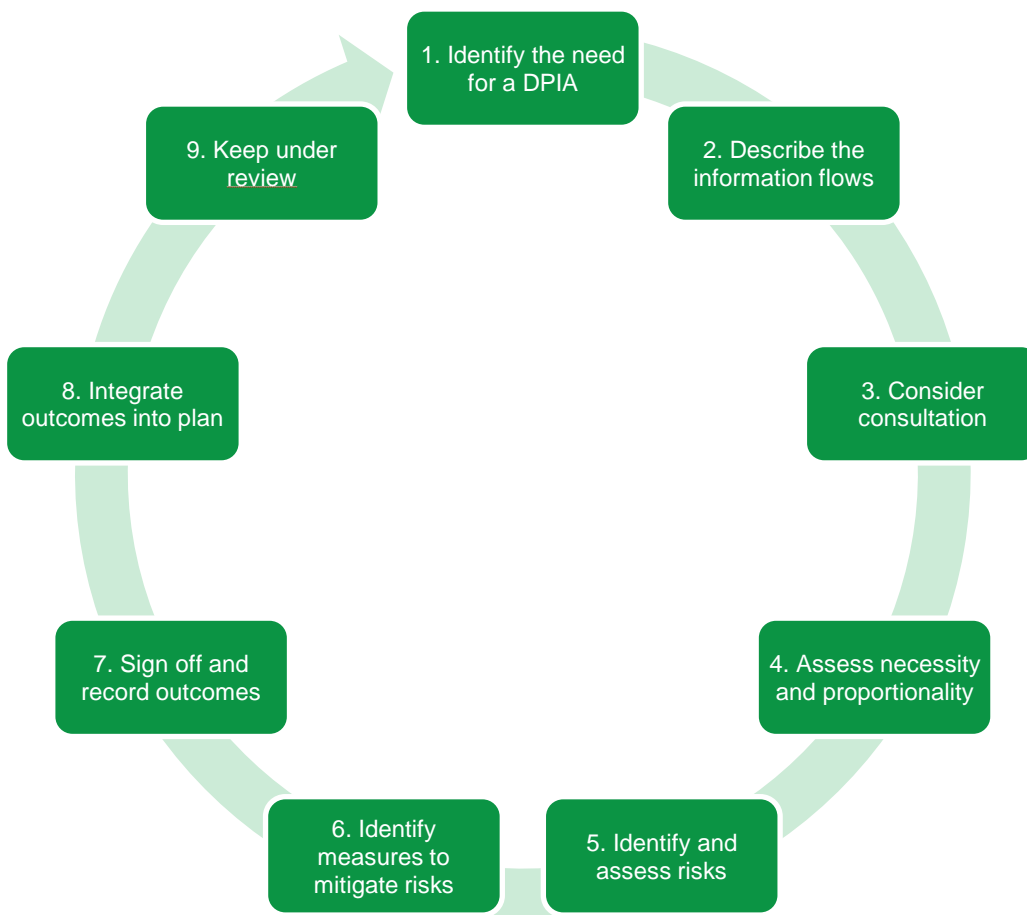 1. Identify the need
for a DPIA
2. Describe the
information flows
3. Consider
consultation
4. Assess necessity
and proportionality
5. Identify and
assess risks
6. Identify
measures to
mitigate risks
7. Sign off and
record outcomes
8. Integrate
outcomes into plan
9. Keep under
review